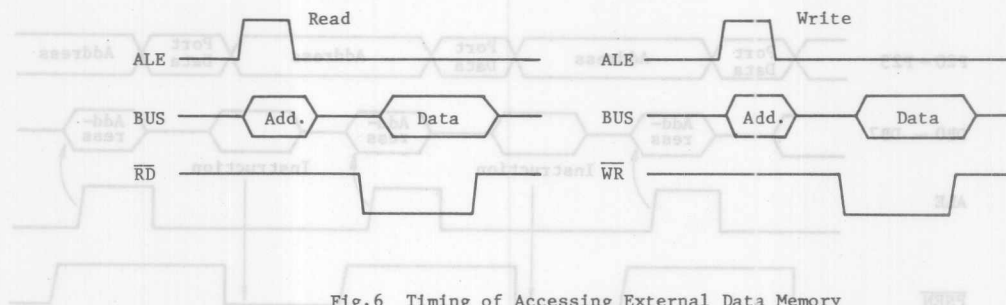 Read Write
ALE ALE
BUS Add. Data BUS Add. Data
RD WR
Fig.6 Timing of Accessing External Data Memory